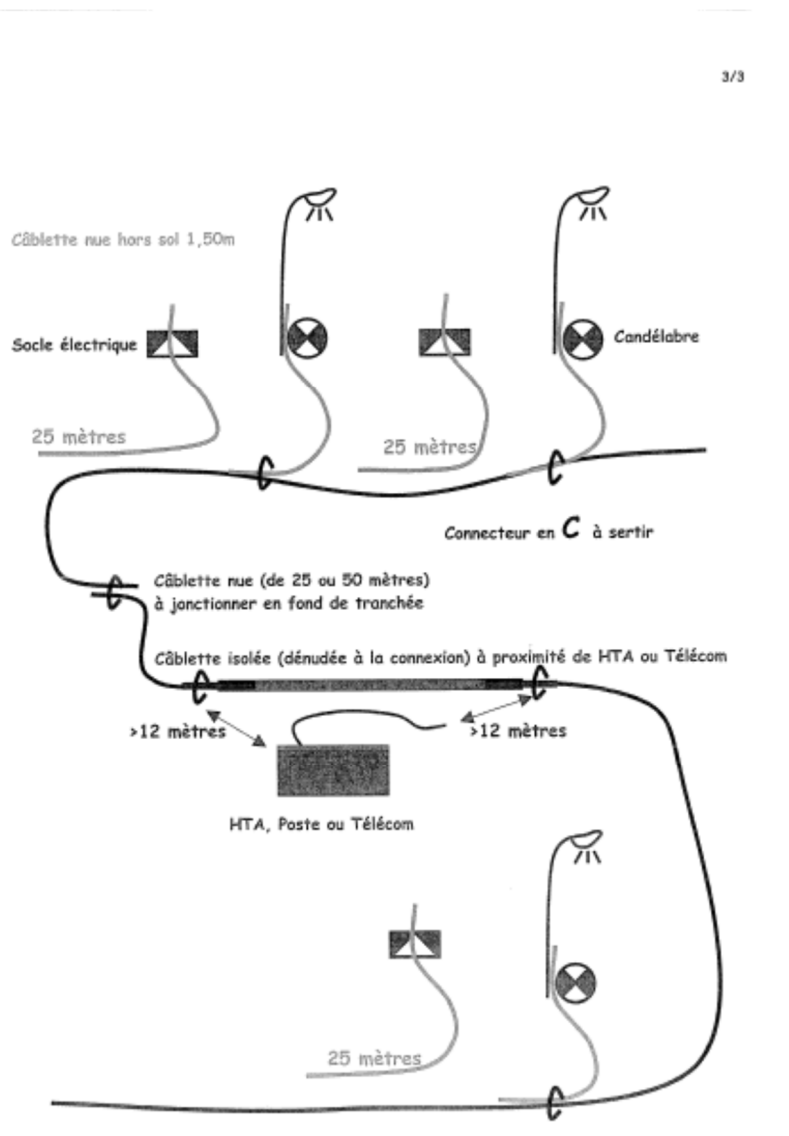 3/3
Câblette nue hors sol 1,50m
Socle électrique
Candélabre
25 mètres
25 mètres
Connecteur en C à sertir
Câblette nue (de 25 ou 50 mètres)
à jonctionner en fond de tranchée
Câblette isolée (dénudée à la connexion) à proximité de HTA ou Télécom
>12 mètres
>12 mètres
HTA, Poste ou Télécom
25 mètres